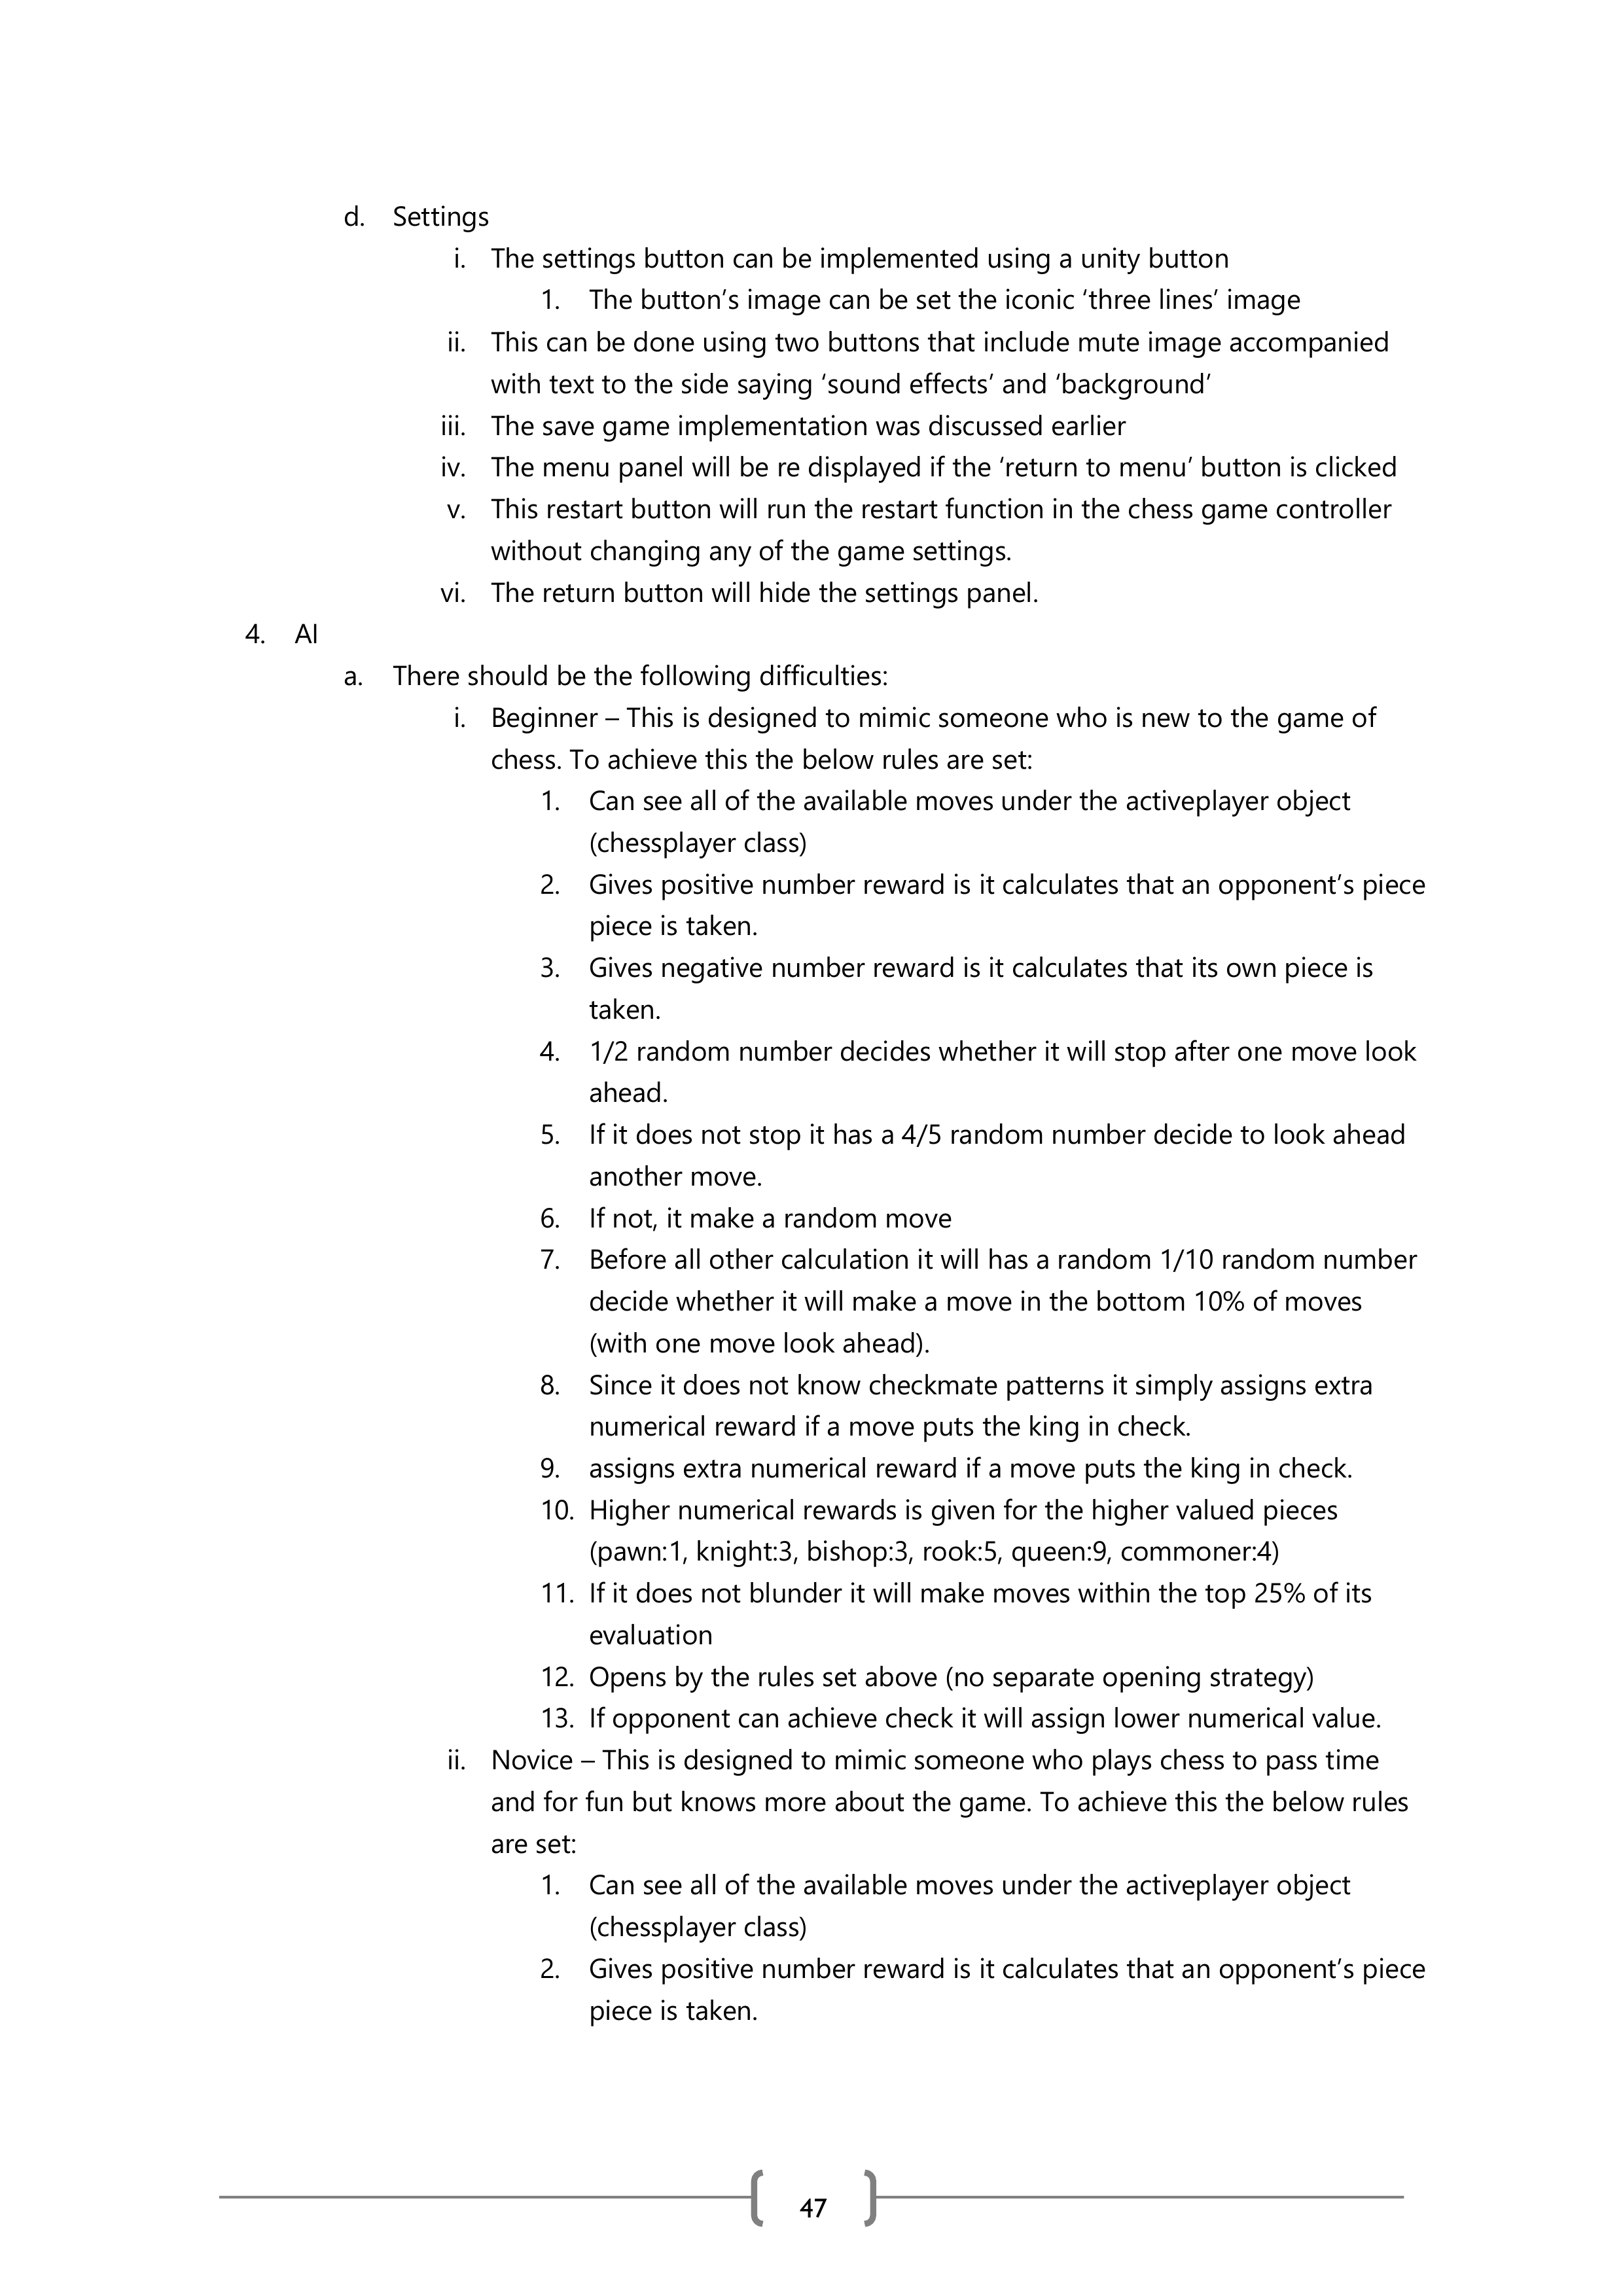 d. Settings
i. The settings button can be implemented using a unity button
1. The button’s image can be set the iconic ‘three lines’ image
ii. This can be done using two buttons that include mute image accompanied
with text to the side saying ‘sound effects’ and ‘background’
iii. The save game implementation was discussed earlier
iv. The menu panel will be re displayed if the ‘return to menu’ button is clicked
v. This restart button will run the restart function in the chess game controller
without changing any of the game settings.
vi. The return button will hide the settings panel.
4. AI
a. There should be the following difficulties:
i. Beginner – This is designed to mimic someone who is new to the game of
chess. To achieve this the below rules are set:
1. Can see all of the available moves under the activeplayer object
(chessplayer class)
2. Gives positive number reward is it calculates that an opponent’s piece
piece is taken.
3. Gives negative number reward is it calculates that its own piece is
taken.
4. 1/2 random number decides whether it will stop after one move look
ahead.
5. If it does not stop it has a 4/5 random number decide to look ahead
another move.
6. If not, it make a random move
7. Before all other calculation it will has a random 1/10 random number
decide whether it will make a move in the bottom 10% of moves
(with one move look ahead).
8. Since it does not know checkmate patterns it simply assigns extra
numerical reward if a move puts the king in check.
9. assigns extra numerical reward if a move puts the king in check.
10. Higher numerical rewards is given for the higher valued pieces
(pawn:1, knight:3, bishop:3, rook:5, queen:9, commoner:4)
11. If it does not blunder it will make moves within the top 25% of its
evaluation
12. Opens by the rules set above (no separate opening strategy)
13. If opponent can achieve check it will assign lower numerical value.
ii. Novice – This is designed to mimic someone who plays chess to pass time
and for fun but knows more about the game. To achieve this the below rules
are set:
1. Can see all of the available moves under the activeplayer object
(chessplayer class)
2. Gives positive number reward is it calculates that an opponent’s piece
piece is taken.
47